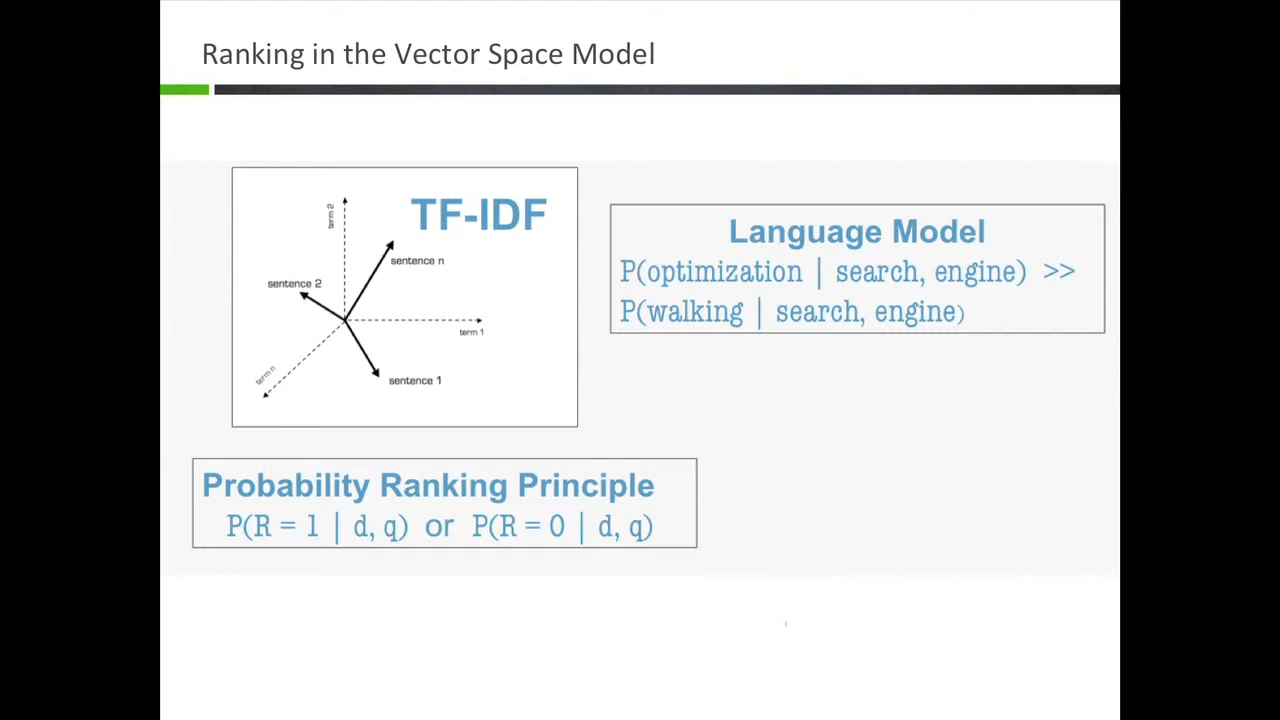 Ranking in the Vector Space Model
TF-IDF
term 2
sentence n
sentence 2
term 1
term n
sentence 1
Language Model
P(optimization | search, engine) >>
P(walking | search, engine)
Probability Ranking Principle
P(R = 1 | d, q) or P(R = 0 | d, q)